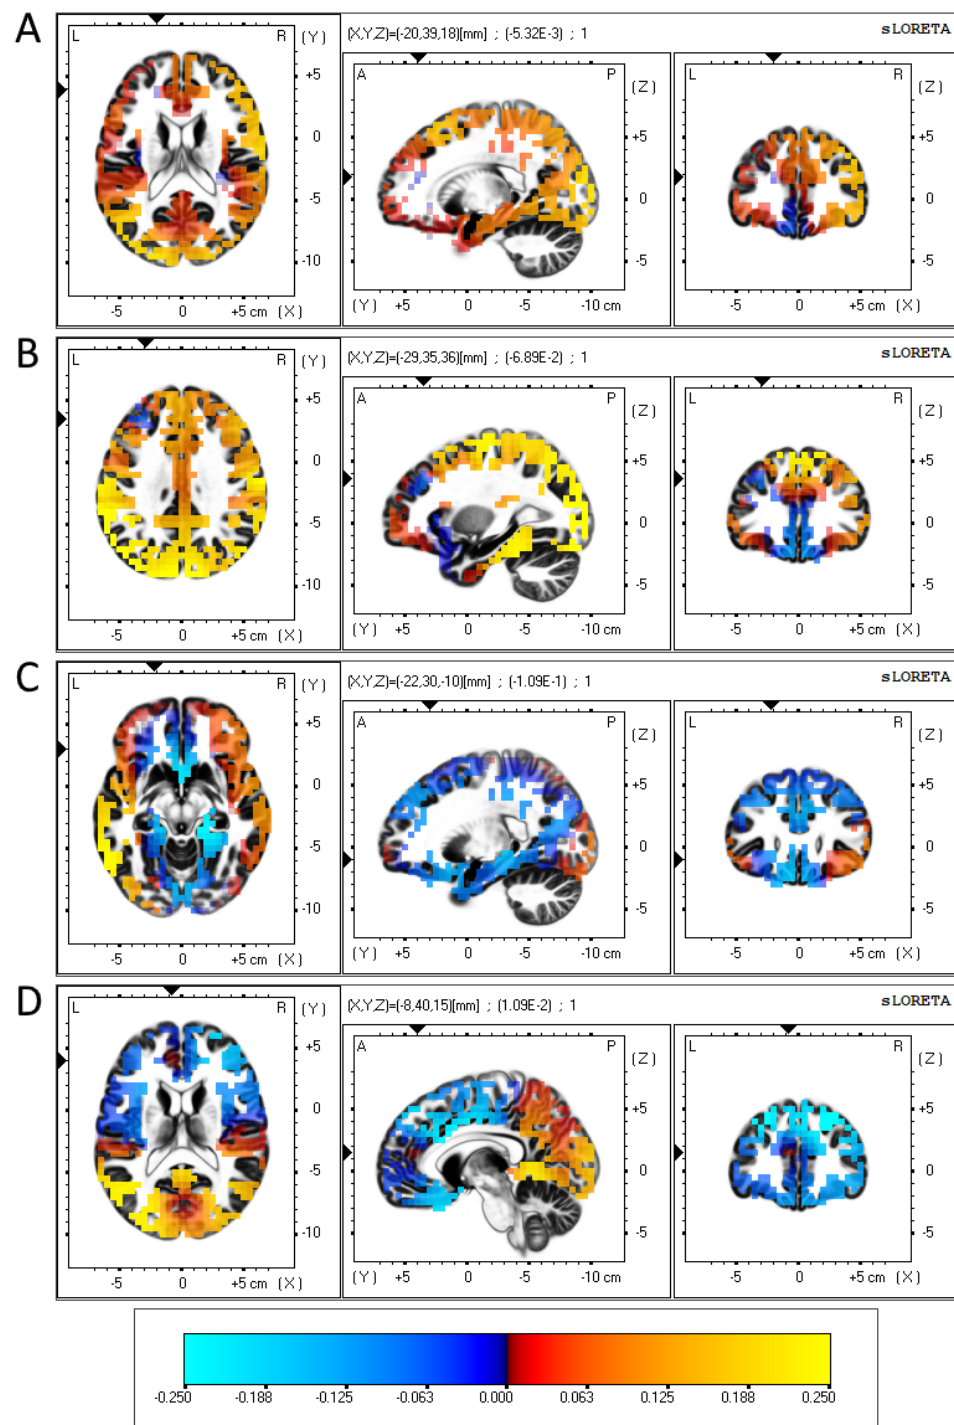 A
(X,Y,Z)=(-20,39,18)[mm] ; (-5.32E-3) ; 1
sLORETA
L R (Y)
+5
0
-5
-10
-5 0 +5 cm (X)
A P (Z)
+5
0
-5
(Y) +5 0 -5 -10 cm
L R (Z)
+5
0
-5
-5 0 +5 cm (X)
B
(X,Y,Z)=(-29,35,36)[mm] ; (-6.89E-2) ; 1
sLORETA
L R (Y)
+5
0
-5
-10
-5 0 +5 cm (X)
A P (Z)
+5
0
-5
(Y) +5 0 -5 -10 cm
L R (Z)
+5
0
-5
-5 0 +5 cm (X)
C
(X,Y,Z)=(-22,30,-10)[mm] ; (-1.09E-1) ; 1
sLORETA
L R (Y)
+5
0
-5
-10
-5 0 +5 cm (X)
A P (Z)
+5
0
-5
(Y) +5 0 -5 -10 cm
L R (Z)
+5
0
-5
-5 0 +5 cm (X)
D
(X,Y,Z)=(-8,40,15)[mm] ; (1.09E-2) ; 1
sLORETA
L R (Y)
+5
0
-5
-10
-5 0 +5 cm (X)
A P (Z)
+5
0
-5
(Y) +5 0 -5 -10 cm
L R (Z)
+5
0
-5
-5 0 +5 cm (X)
-0.250 -0.188 -0.125 -0.063 0.000 0.063 0.125 0.188 0.250